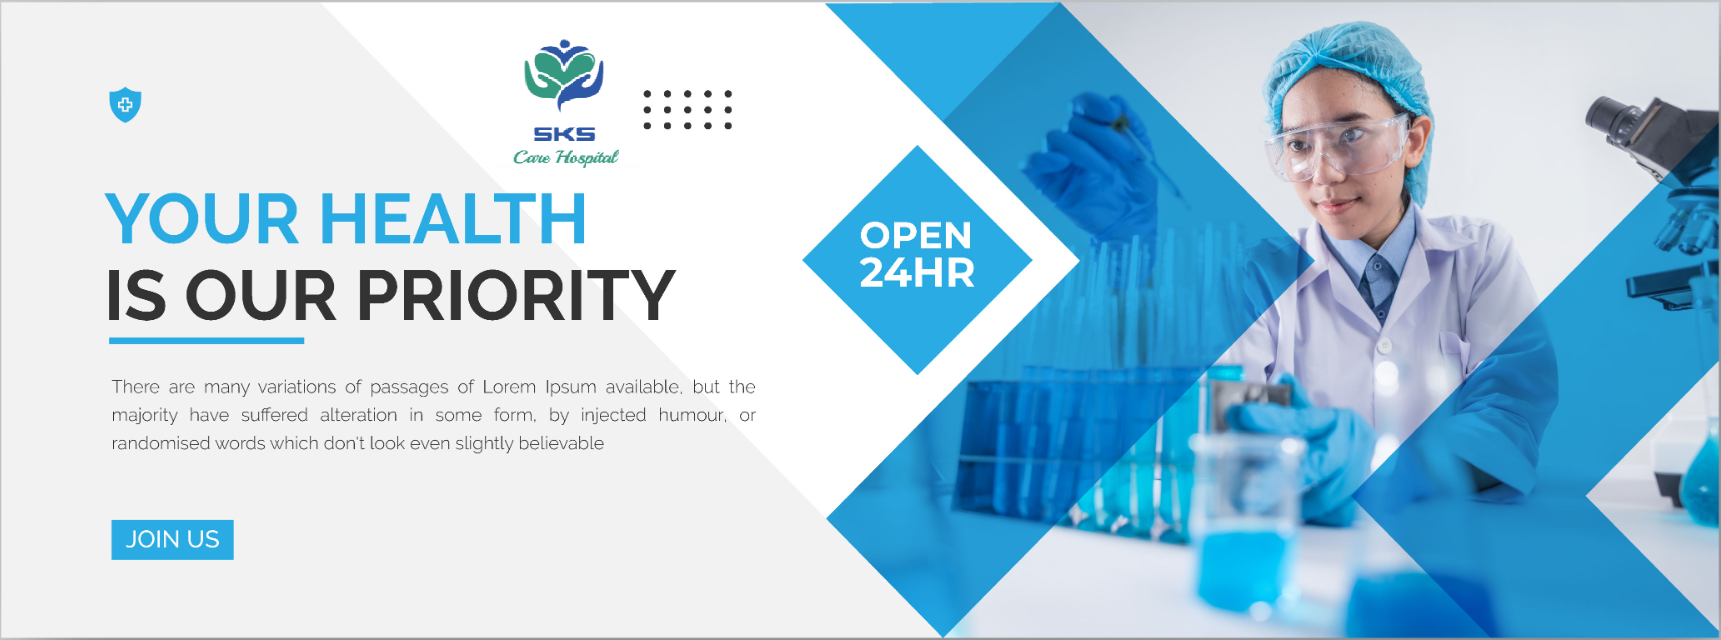 SKS
Care Hospital
YOUR HEALTH
IS OUR PRIORITY
There are many variations of passages of Lorem Ipsum available, but the
majority have suffered alteration in some form, by injected humour, or
randomised words which don't look even slightly believable
JOIN US
OPEN
24HR